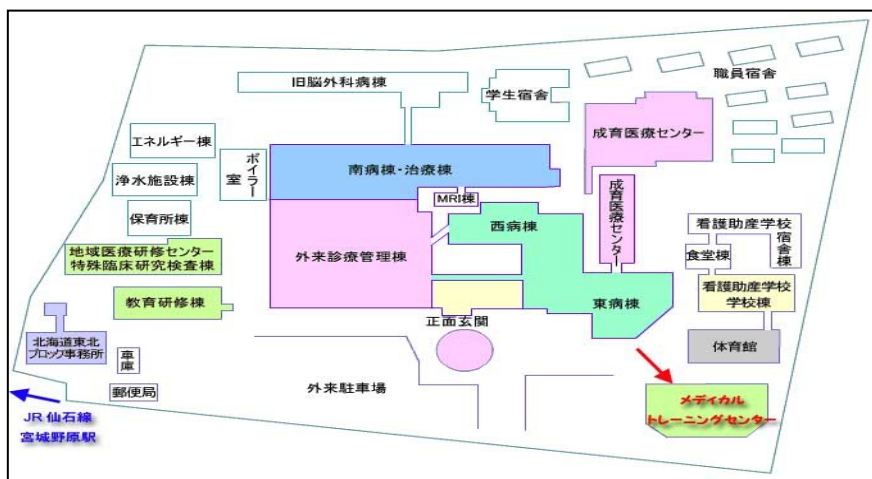 旧脳外科病棟
学生宿舎
職員宿舎
成育医療センター
エネルギー棟
ボイラー
室
南病棟・治療棟
浄水施設棟
MRI棟
成育医療センター
保育所棟
西病棟
看護助産学校
宿舎棟
食堂棟
地域医療研修センター
特殊臨床研究検査棟
外来診療管理棟
看護助産学校
学校棟
教育研修棟
東病棟
正面玄関
北海道東北
ブロック事務所
車庫
体育館
郵便局
外来駐車場
メディカル
トレーニングセンター
JR仙石線
宮城野原駅